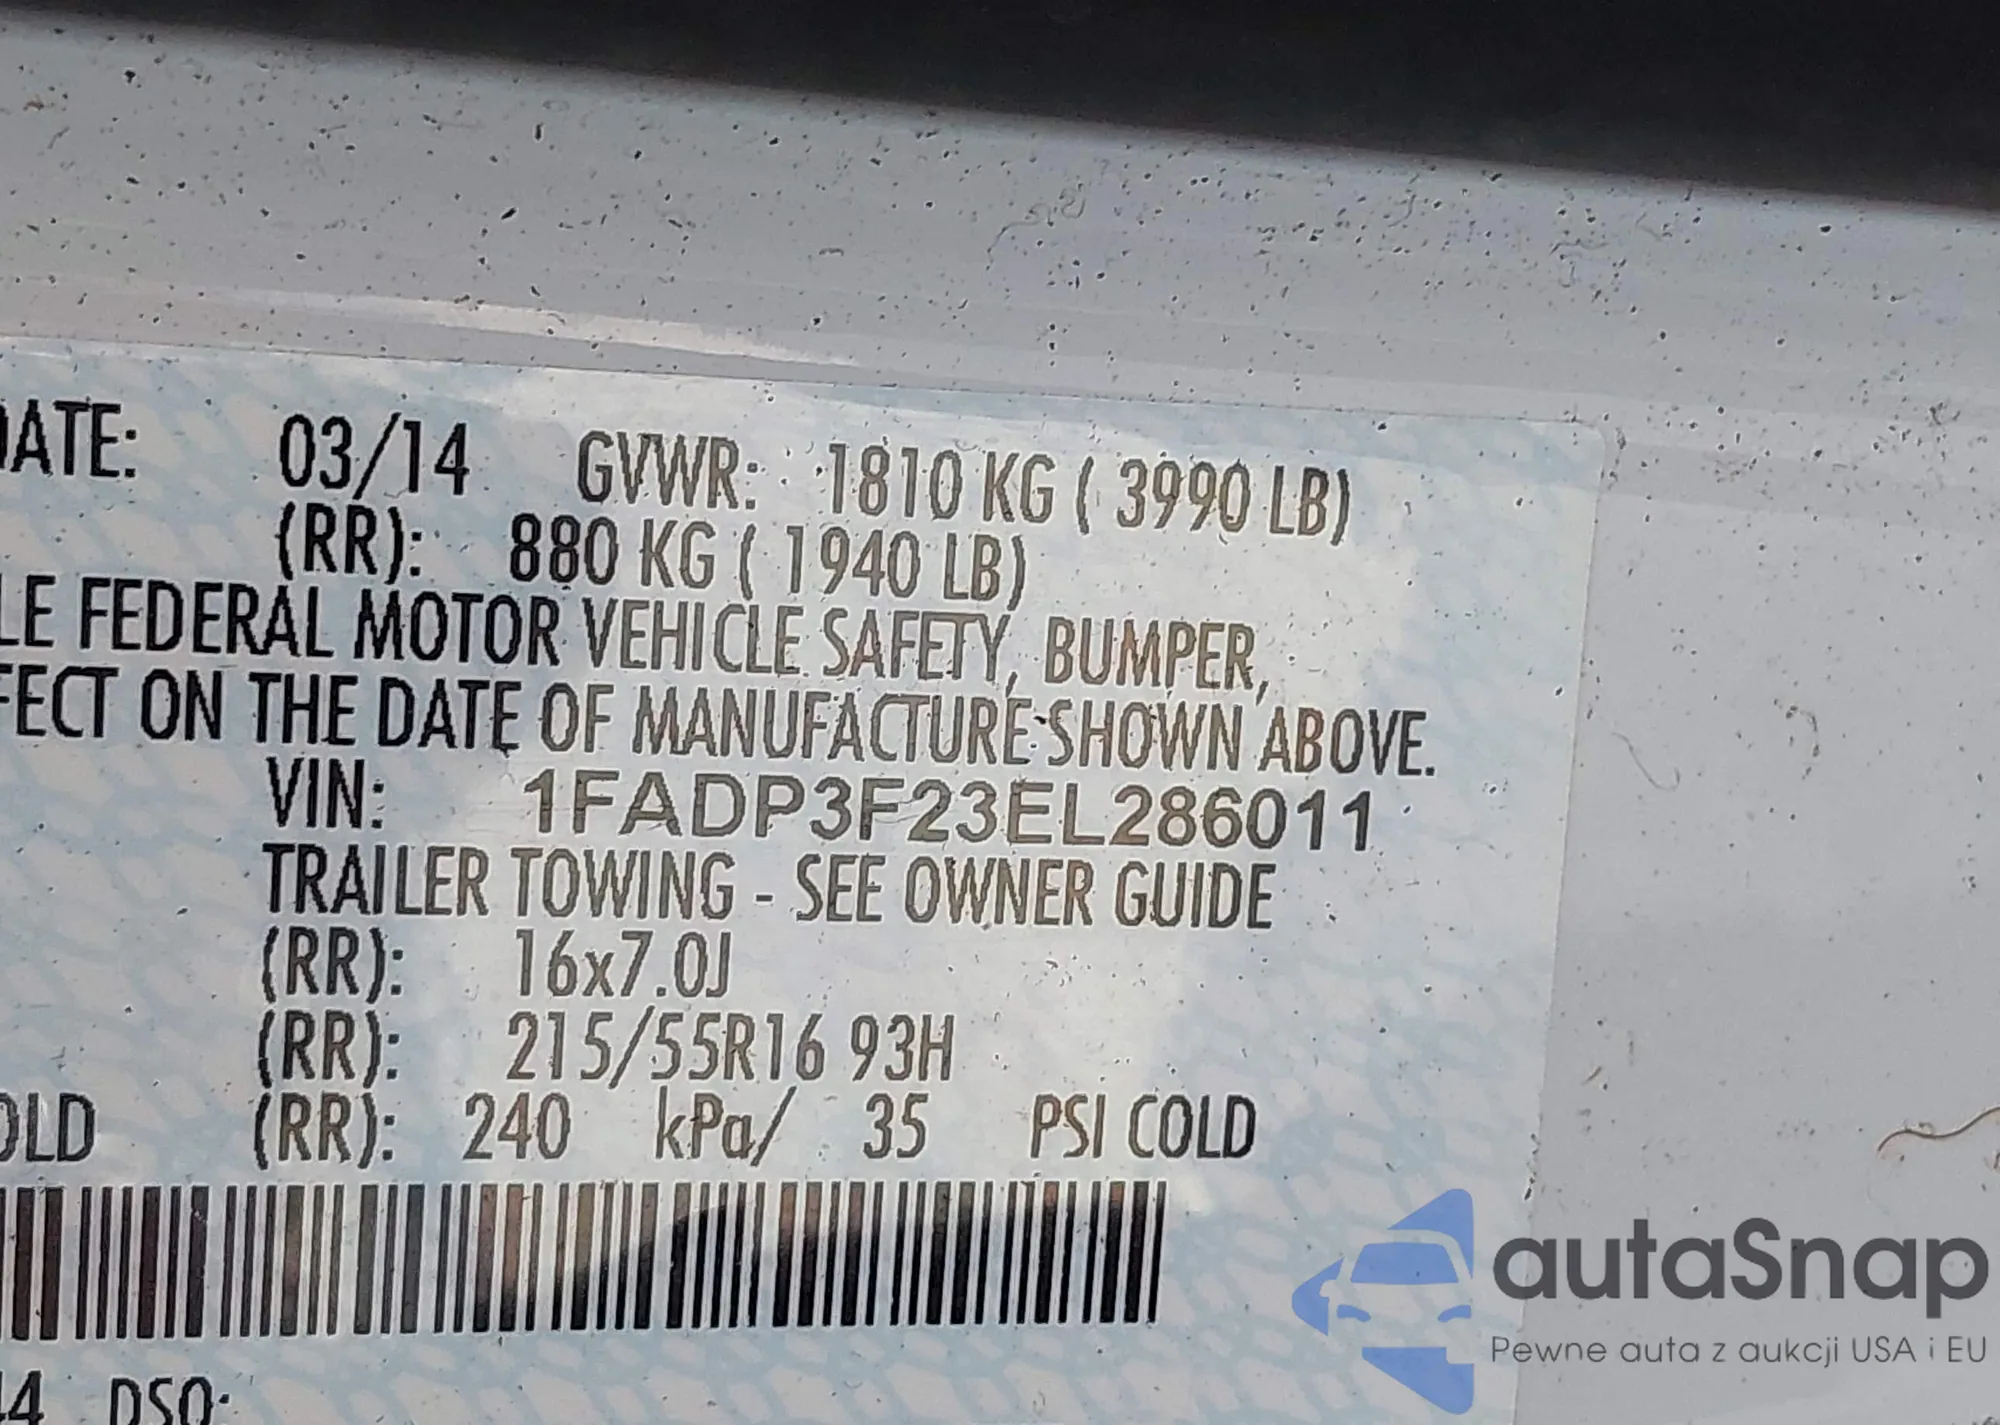 DATE: 03/14 GVWR: 1810 KG ( 3990 LB)
(RR): 880 KG ( 1940 LB)
LE FEDERAL MOTOR VEHICLE SAFETY, BUMPER,
FECT ON THE DATE OF MANUFACTURE SHOWN ABOVE.
VIN: 1FADP3F23EL286011
TRAILER TOWING - SEE OWNER GUIDE
(RR): 16x7.0J
(RR): 215/55R16 93H
OLD (RR): 240 kPa/ 35 PSI COLD
44 DSO:
autaSnap
Pewne auta z aukcji USA i EU